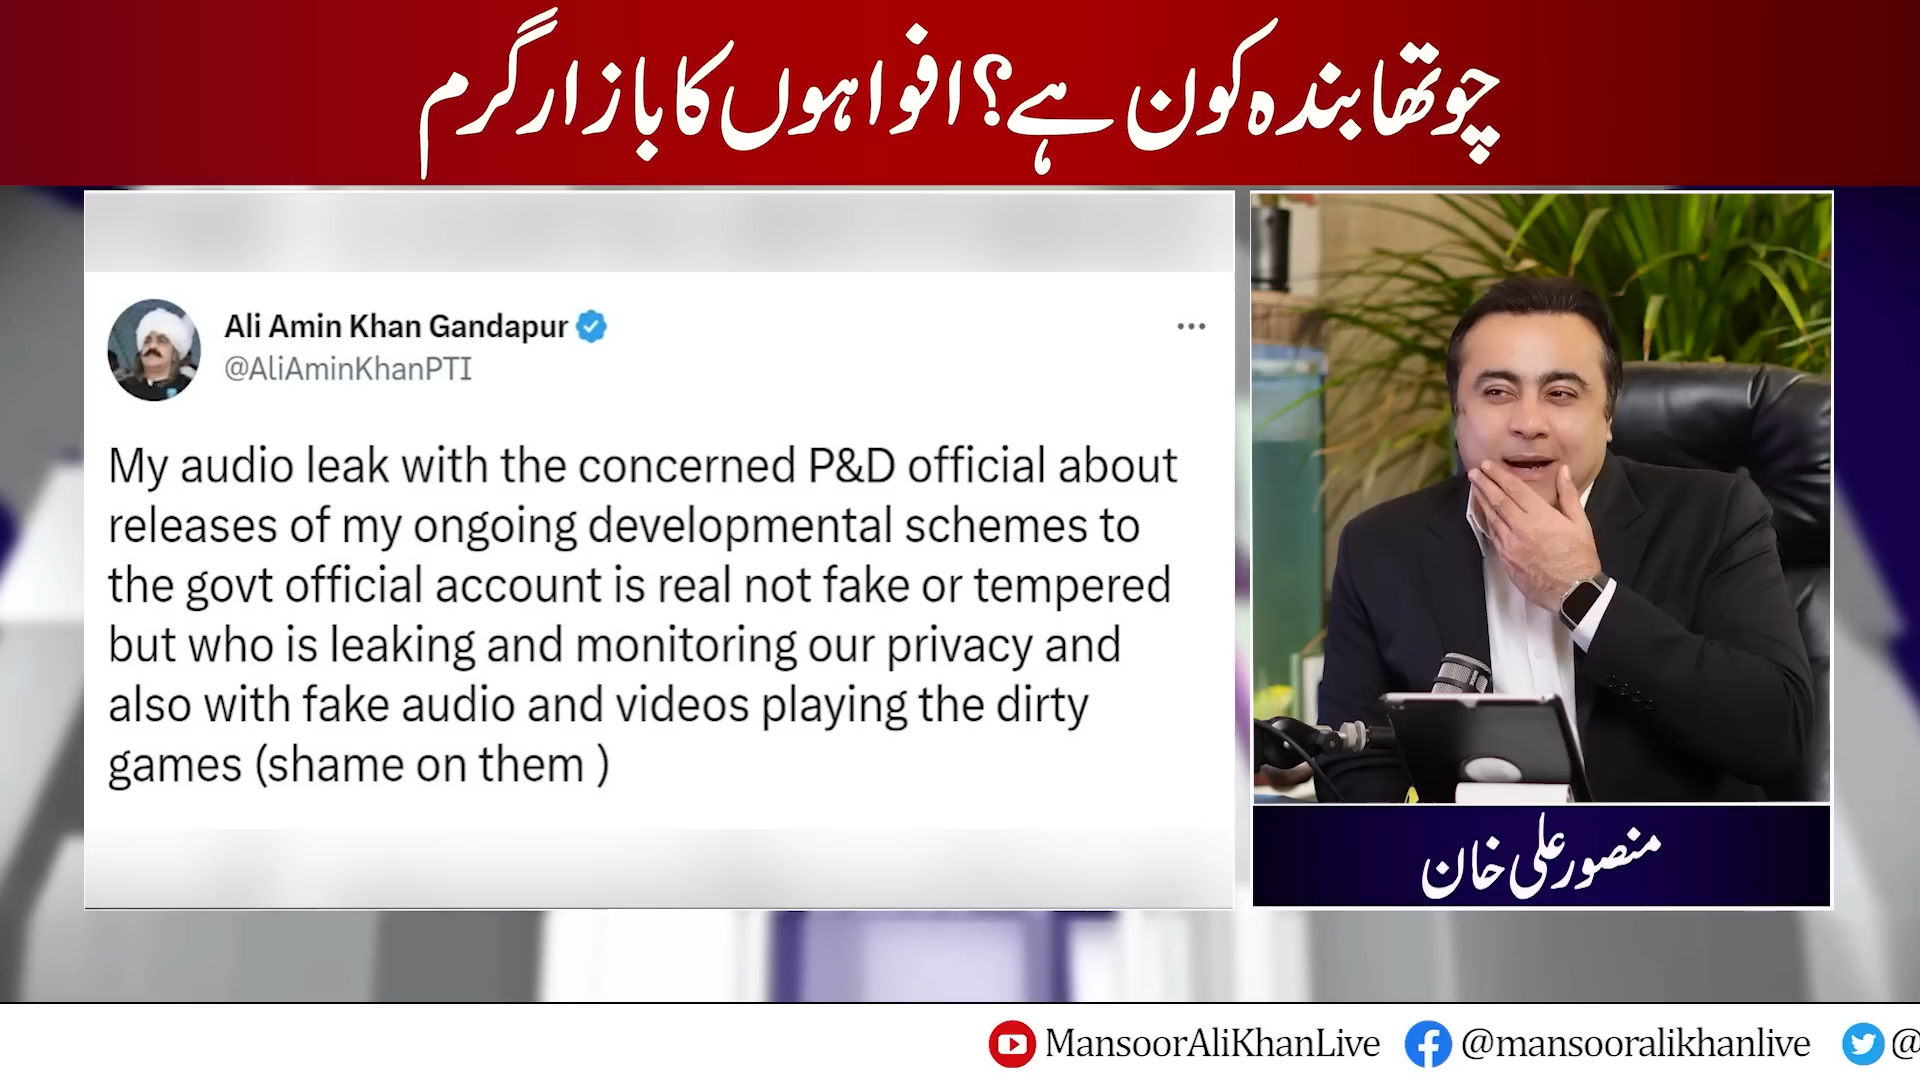 چوتھا بندہ کون ہے؟ افواہوں کا بازار گرم
Ali Amin Khan Gandapur
@AliAminKhanPTI
My audio leak with the concerned P&D official about
releases of my ongoing developmental schemes to
the govt official account is real not fake or tempered
but who is leaking and monitoring our privacy and
also with fake audio and videos playing the dirty
games (shame on them )
منصور علی خان
MansoorAliKhanLive @mansooralikhanlive @